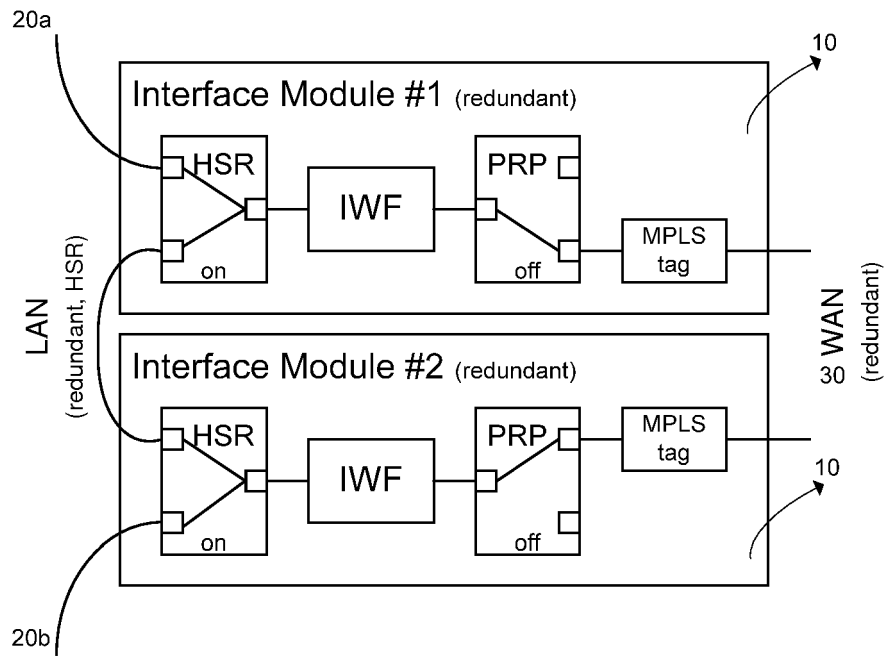 20a
10
Interface Module #1 (redundant)
HSR
PRP
IWF
MPLS
tag
on
off
LAN
(redundant, HSR)
WAN
30
(redundant)
Interface Module #2 (redundant)
HSR
PRP
MPLS
tag
IWF
10
on
off
20b